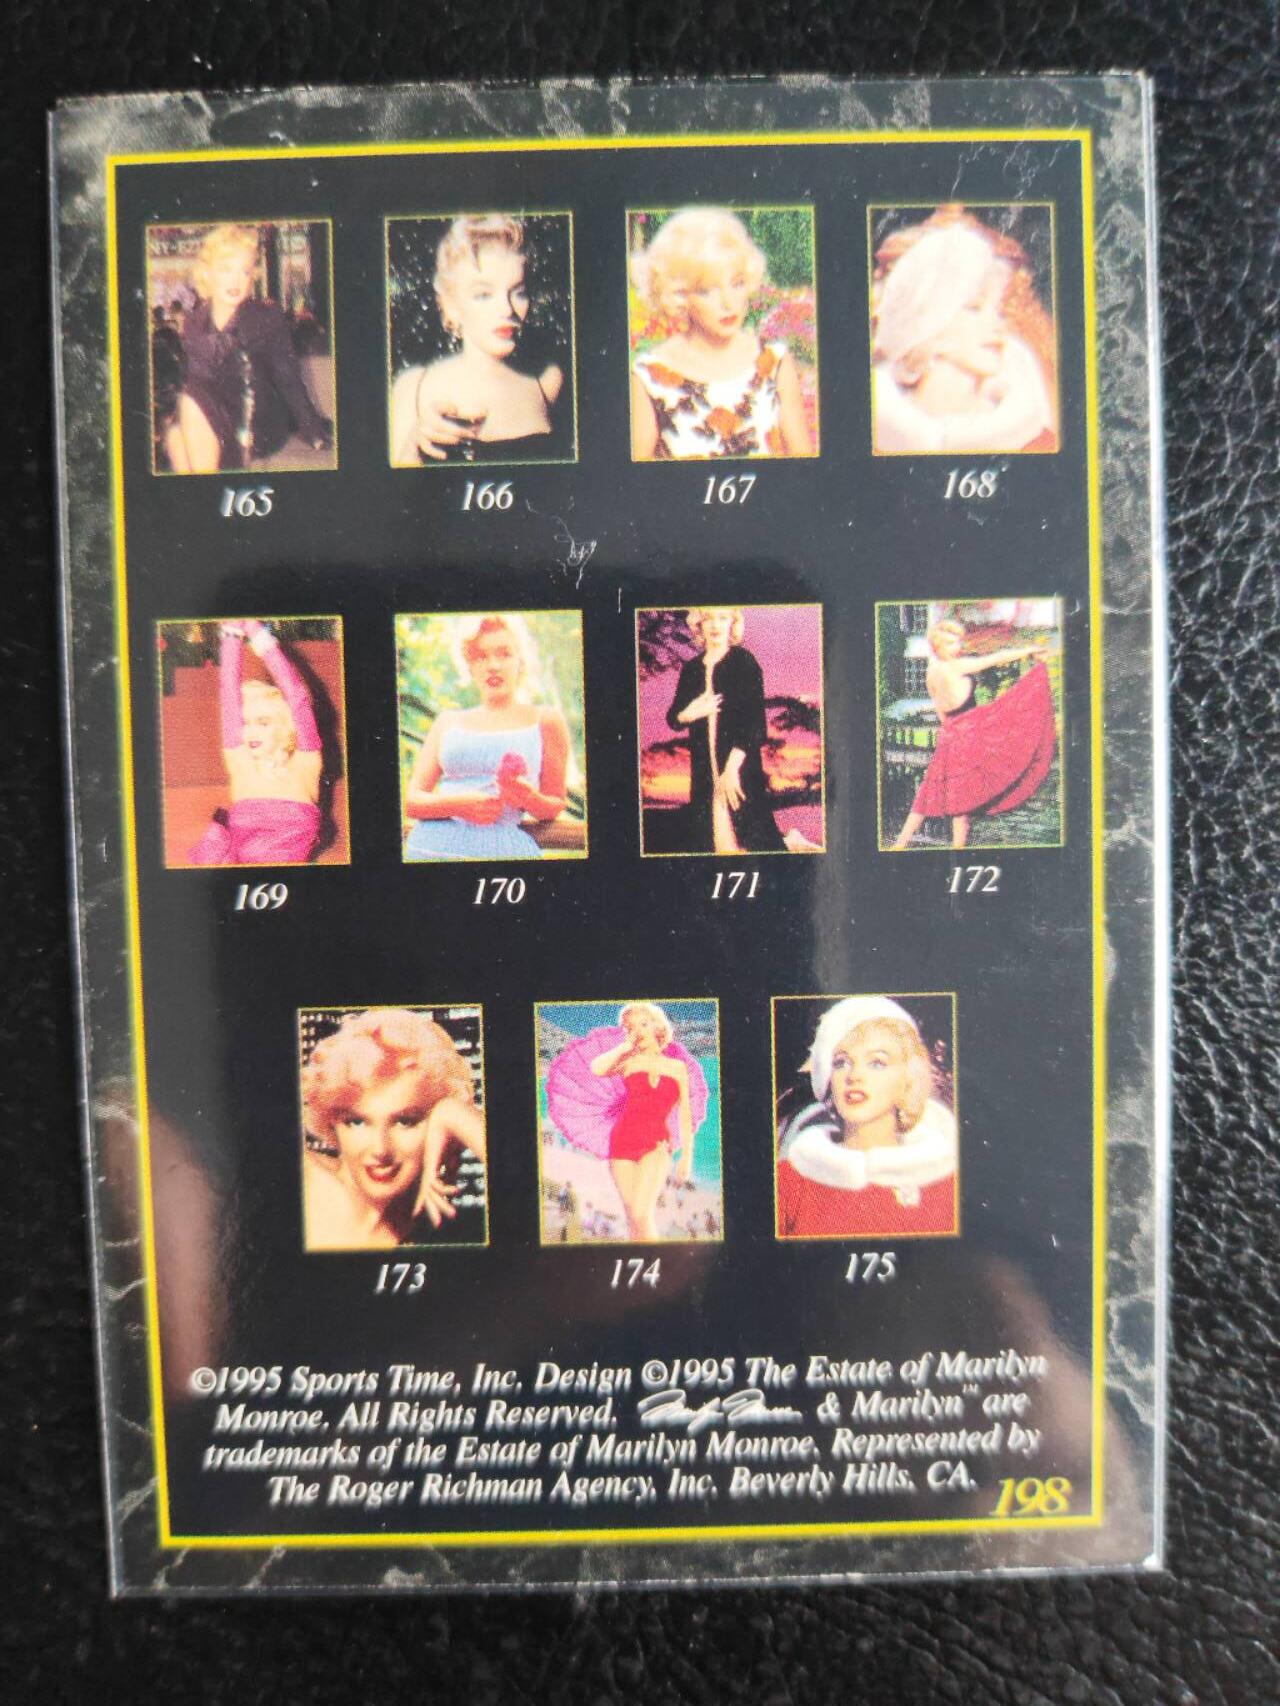 165 166 167 168
169 170 171 172
173 174 175
©1995 Sports Time, Inc. Design ©1995 The Estate of Marilyn
Monroe. All Rights Reserved. Marilyn Monroe & Marilyn™ are
trademarks of the Estate of Marilyn Monroe. Represented by
The Roger Richman Agency, Inc. Beverly Hills, CA.
198